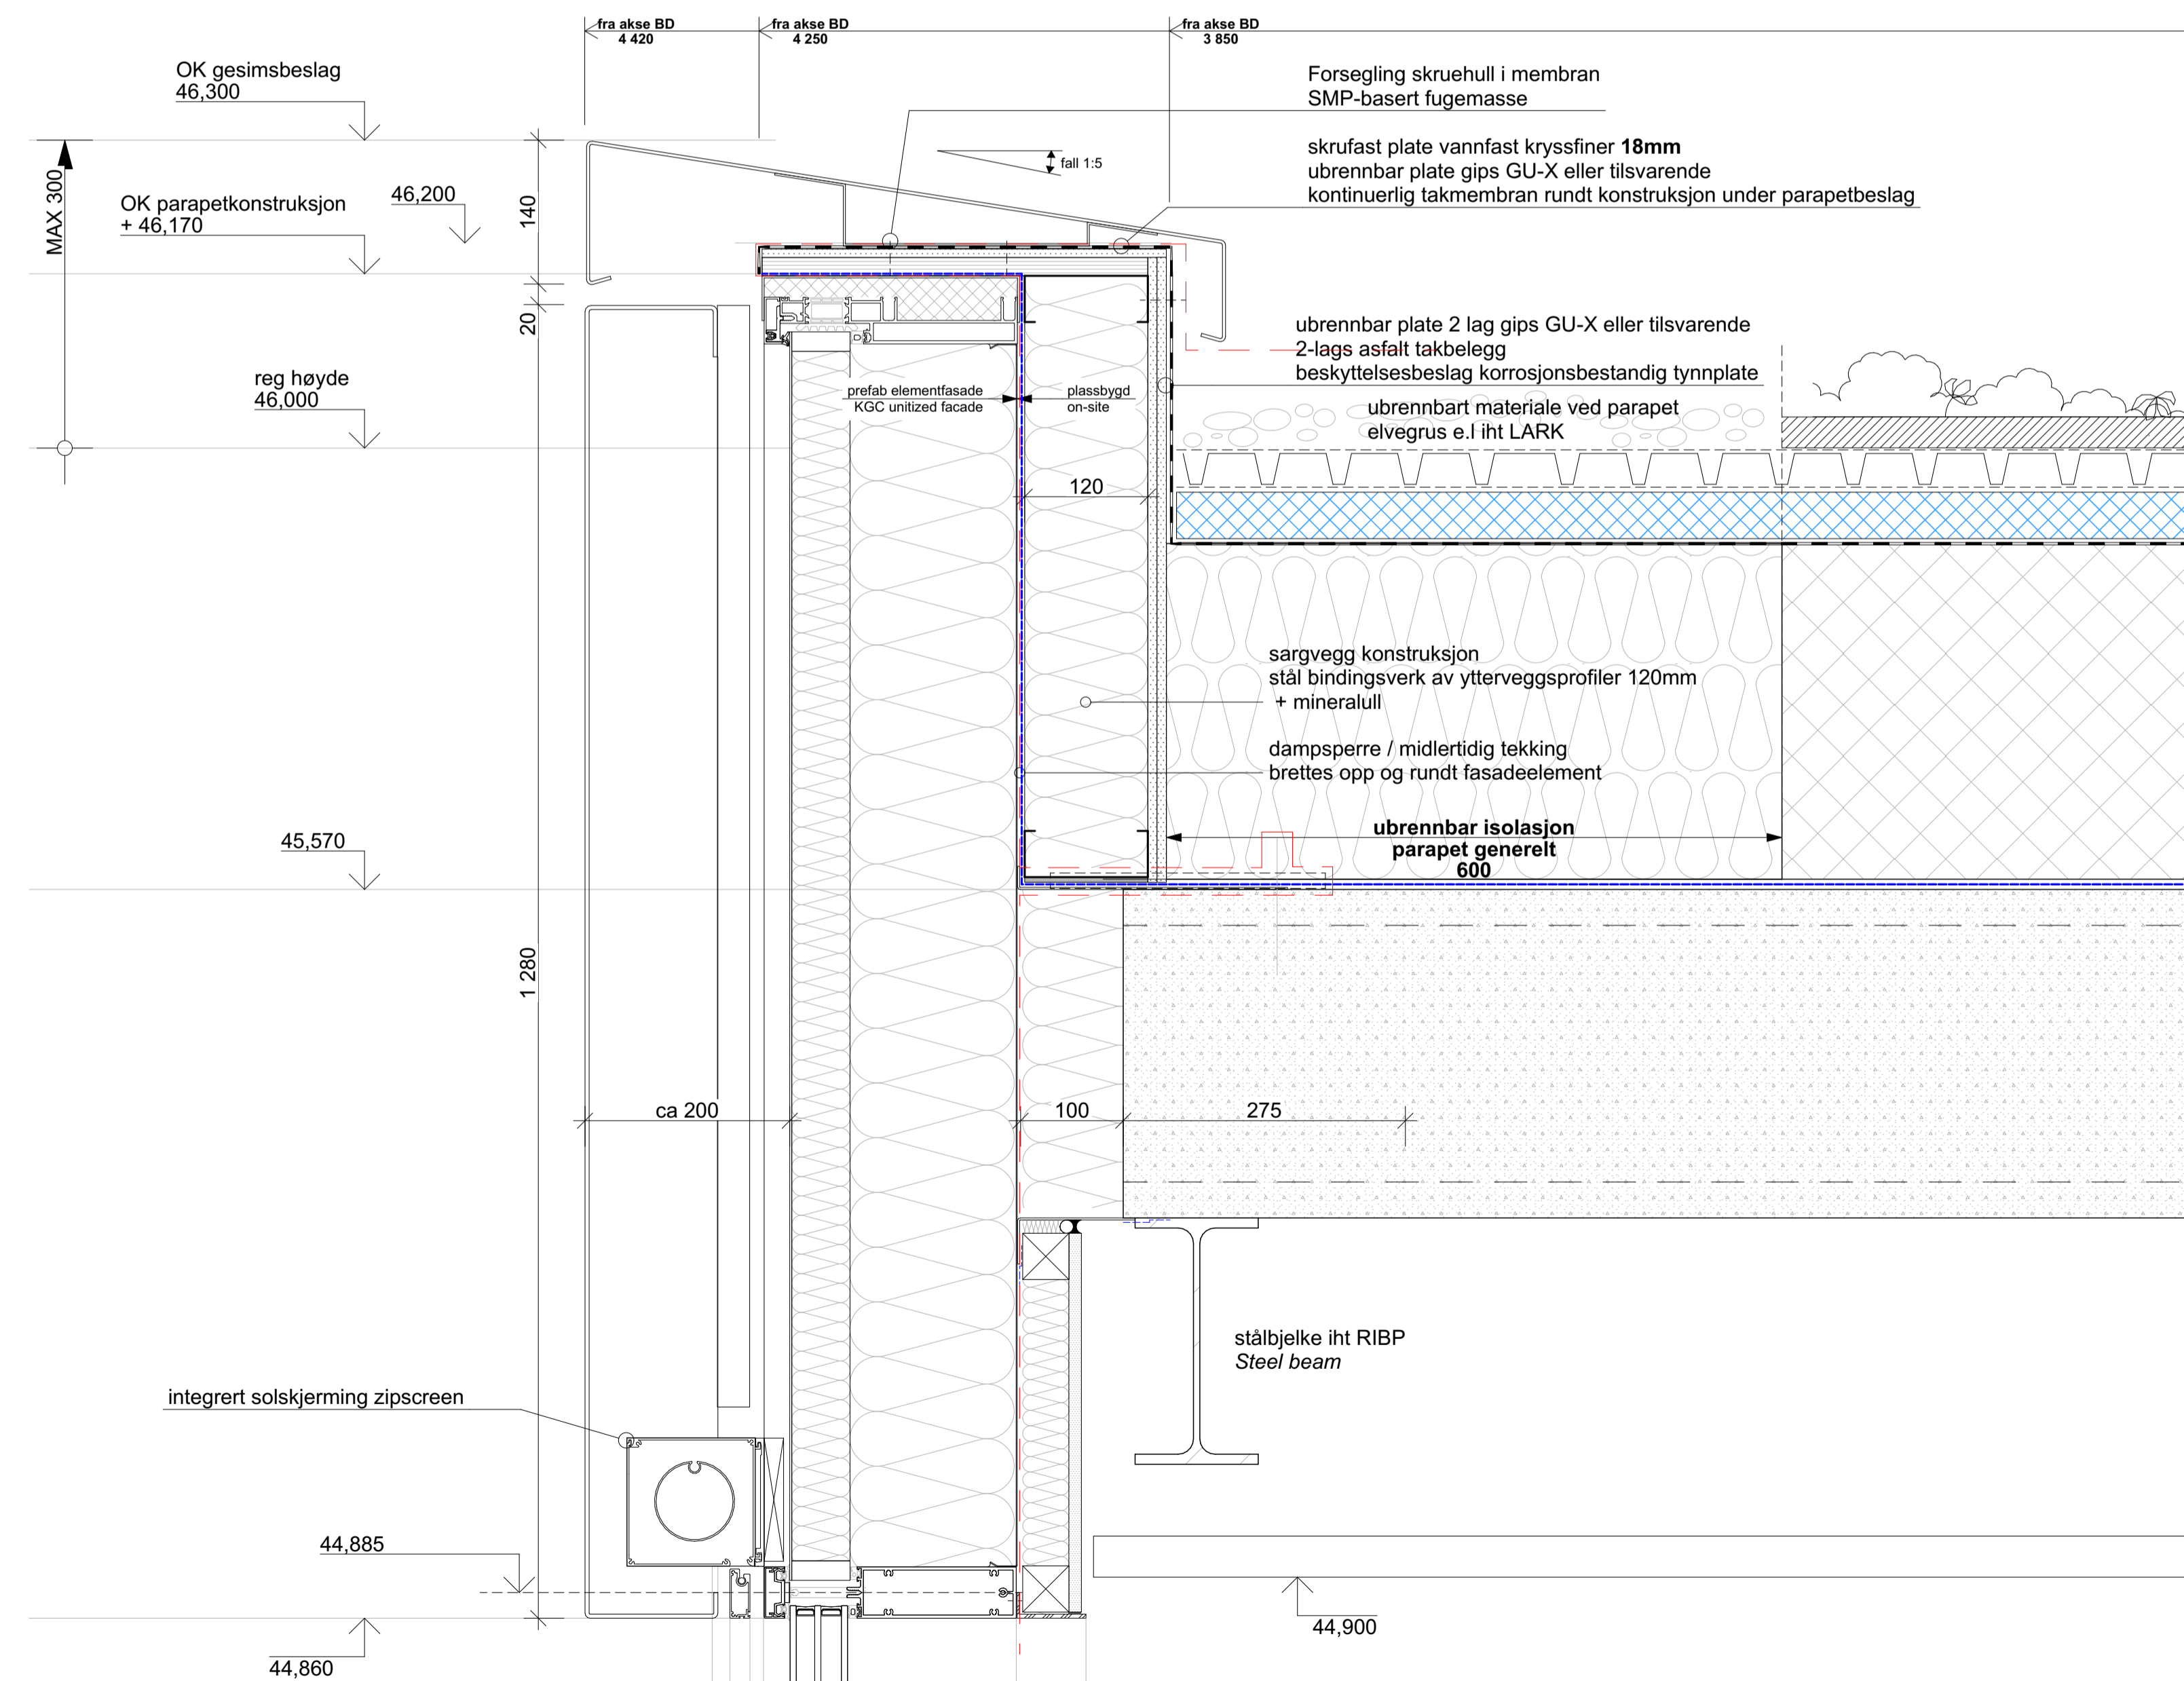 fra akse BD
4 420
fra akse BD
4 250
fra akse BD
3 850
OK gesimsbeslag
46,300
Forsegling skruehull i membran
SMP-basert fugemasse
skrufast plate vannfast kryssfiner 18mm
ubrennbar plate gips GU-X eller tilsvarende
kontinuerlig takmembran rundt konstruksjon under parapetbeslag
fall 1:5
MAX 300
OK parapetkonstruksjon
+ 46,170
46,200
140
20
ubrennbar plate 2 lag gips GU-X eller tilsvarende
2-lags asfalt takbelegg
beskyttelsesbeslag korrosjonsbestandig tynnplate
reg høyde
46,000
prefab elementfasade
KGC unitized facade
plassbygd
on-site
ubrennbart materiale ved parapet
elvegrus e.l iht LARK
120
sargvegg konstruksjon
stål bindingsverk av ytterveggsprofiler 120mm
+ mineralull
dampsperre / midlertidig tekking
brettes opp og rundt fasadeelement
45,570
ubrennbar isolasjon
parapet generelt
600
1 280
ca 200
100
275
stålbjelke iht RIBP
Steel beam
integrert solskjerming zipscreen
44,885
44,900
44,860